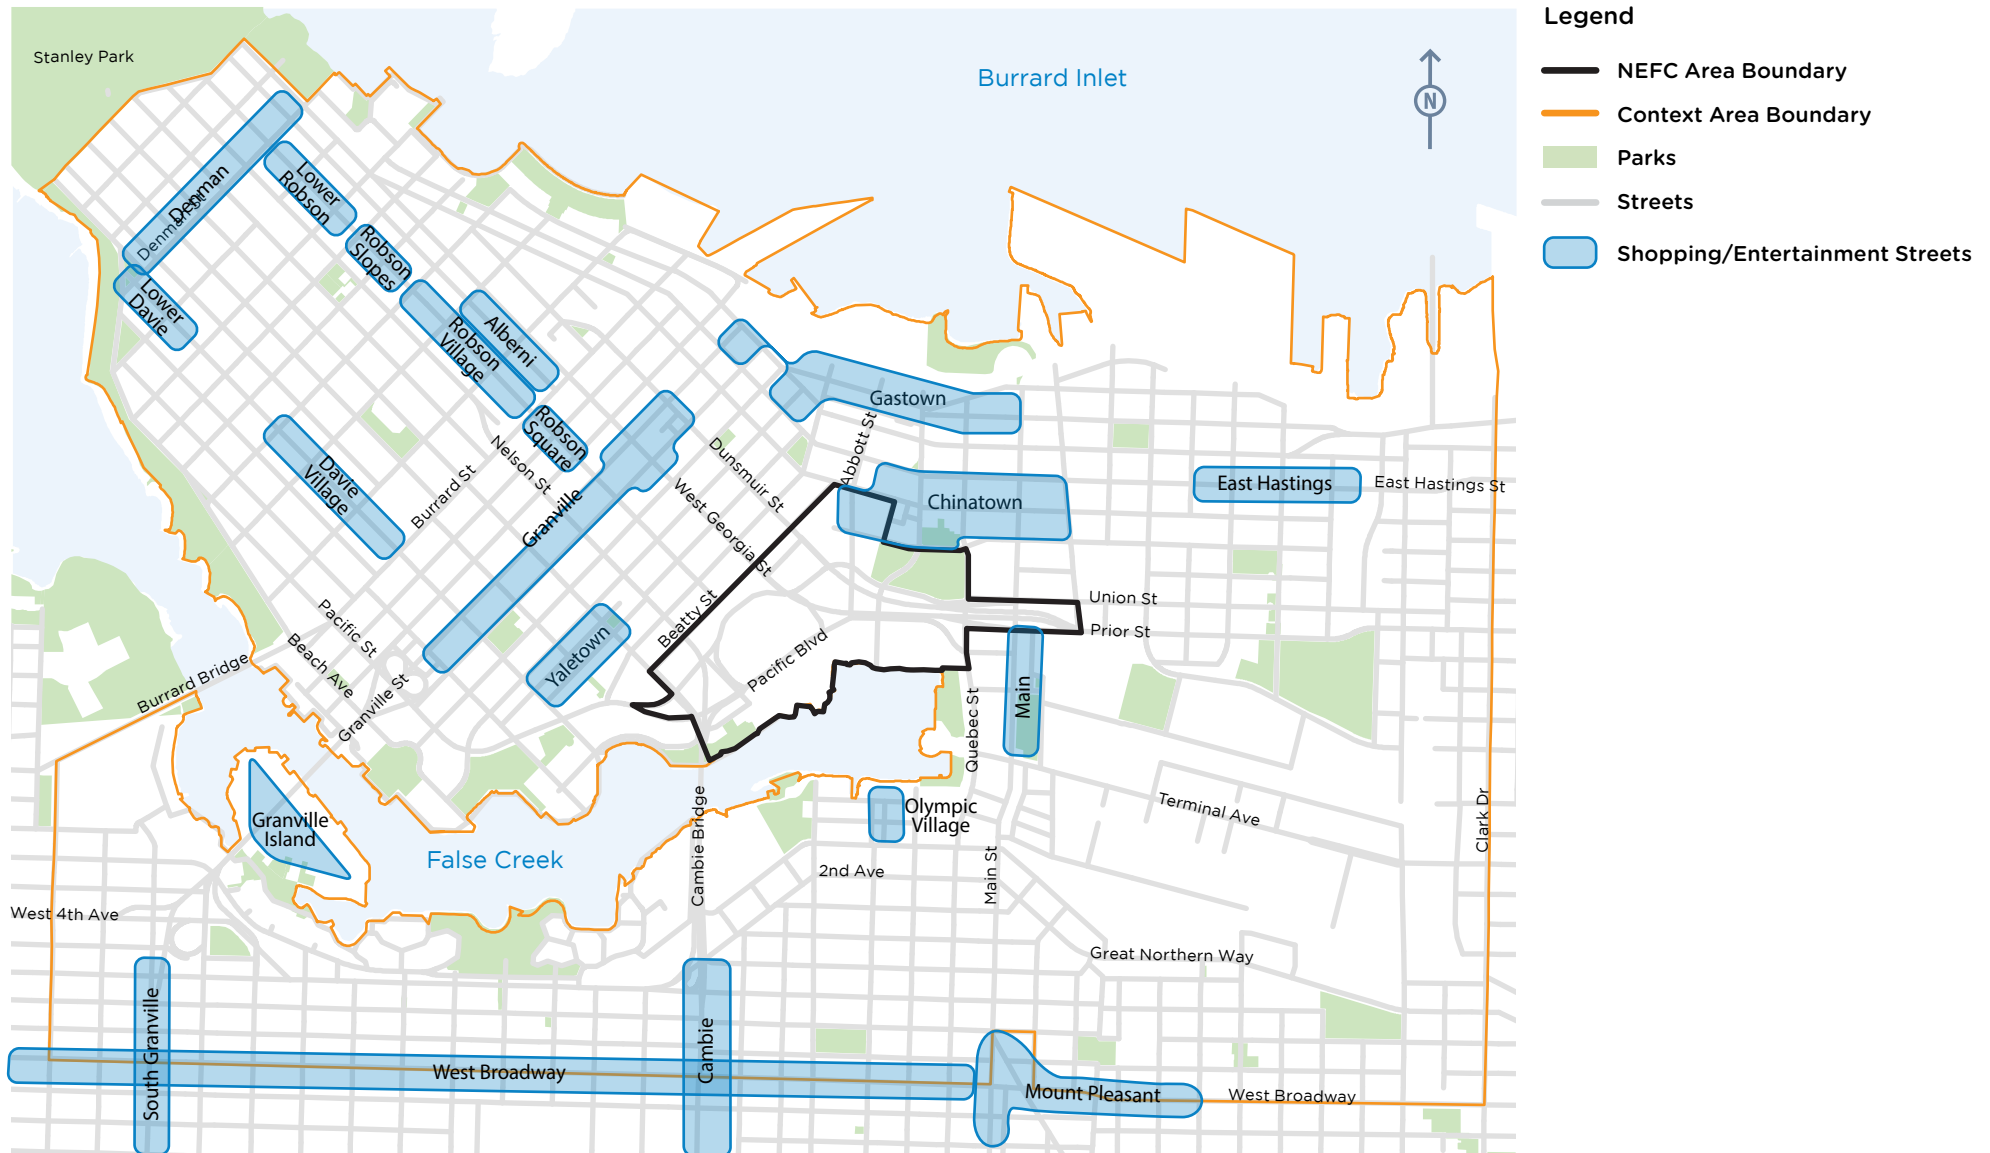 Legend
NEFC Area Boundary
Context Area Boundary
Parks
Streets
Shopping/Entertainment Streets
N
Stanley Park
Burrard Inlet
Denman
Denman St
Lower
Robson
Robson
Slopes
Lower
Davie
Alberni
Robson
Village
Robson
Square
Gastown
Abbott St
Davie
Village
Burrard St
Nelson St
Granville
Dunsmuir St
West Georgia St
Chinatown
East Hastings
East Hastings St
Union St
Prior St
Beatty St
Pacific Blvd
Pacific St
Beach Ave
Granville St
Burrard Bridge
Yaletown
Main
Quebec St
Granville
Island
False Creek
Cambie Bridge
Olympic
Village
Terminal Ave
Clark Dr
2nd Ave
Main St
West 4th Ave
Great Northern Way
South Granville
West Broadway
Cambie
Mount Pleasant
West Broadway